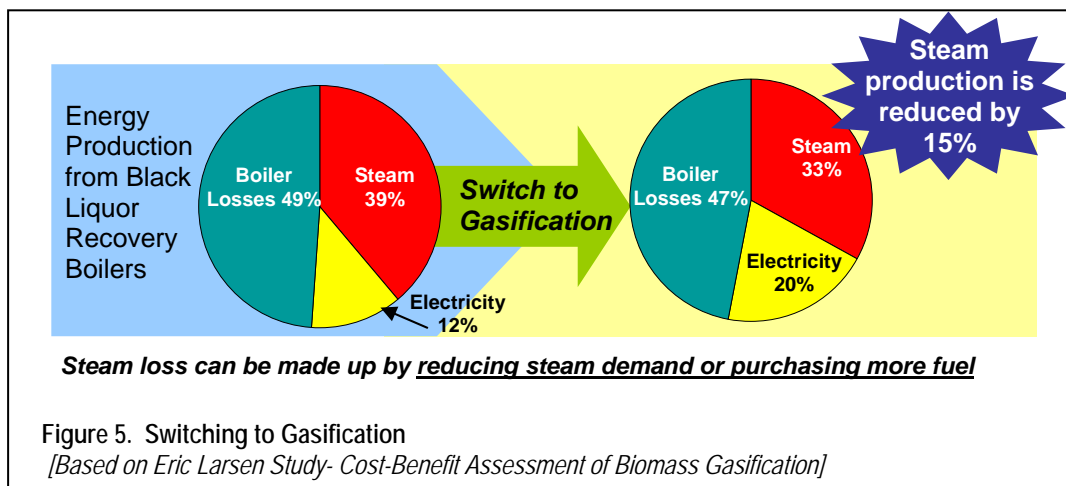 Energy
Production
from Black
Liquor
Recovery
Boilers
Boiler
Losses 49%
Steam
39%
Electricity
12%
Switch to
Gasification
Boiler
Losses 47%
Steam
33%
Electricity
20%
Steam
production is
reduced by
15%
Steam loss can be made up by reducing steam demand or purchasing more fuel
Figure 5. Switching to Gasification
[Based on Eric Larsen Study- Cost-Benefit Assessment of Biomass Gasification]